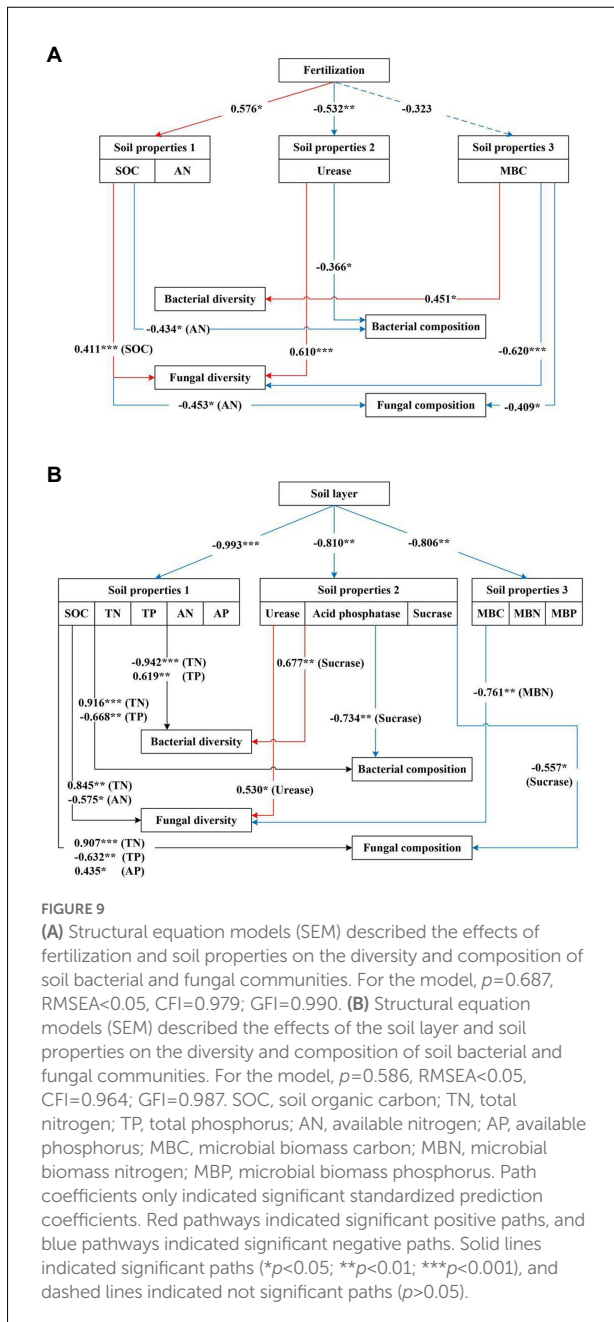 A
Fertilization
0.576* -0.532** -0.323
Soil properties 1 Soil properties 2 Soil properties 3
SOC AN Urease MBC
-0.366*
Bacterial diversity 0.451*
-0.434* (AN) Bacterial composition
0.411*** (SOC) 0.610*** -0.620***
Fungal diversity
-0.453* (AN) Fungal composition -0.409*
B
Soil layer
-0.993*** -0.810** -0.806**
Soil properties 1 Soil properties 2 Soil properties 3
SOC TN TP AN AP Urease Acid phosphatase Sucrase MBC MBN MBP
-0.942*** (TN) 0.677** (Sucrase)
0.619** (TP) -0.761** (MBN)
0.916*** (TN)
-0.668** (TP) -0.734** (Sucrase)
Bacterial diversity
Bacterial composition
-0.557*
(Sucrase)
0.845** (TN) 0.530* (Urease)
-0.575* (AN)
Fungal diversity
0.907*** (TN)
-0.632** (TP) Fungal composition
0.435* (AP)
FIGURE 9
(A) Structural equation models (SEM) described the effects of
fertilization and soil properties on the diversity and composition of
soil bacterial and fungal communities. For the model, p=0.687,
RMSEA<0.05, CFI=0.979; GFI=0.990. (B) Structural equation
models (SEM) described the effects of the soil layer and soil
properties on the diversity and composition of soil bacterial and
fungal communities. For the model, p=0.586, RMSEA<0.05,
CFI=0.964; GFI=0.987. SOC, soil organic carbon; TN, total
nitrogen; TP, total phosphorus; AN, available nitrogen; AP, available
phosphorus; MBC, microbial biomass carbon; MBN, microbial
biomass nitrogen; MBP, microbial biomass phosphorus. Path
coefficients only indicated significant standardized prediction
coefficients. Red pathways indicated significant positive paths, and
blue pathways indicated significant negative paths. Solid lines
indicated significant paths (*p<0.05; **p<0.01; ***p<0.001), and
dashed lines indicated not significant paths (p>0.05).